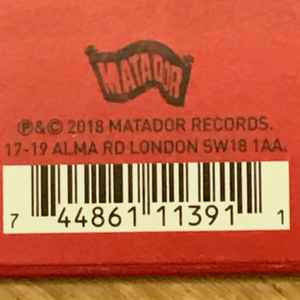 MATADOR
℗&© 2018 MATADOR RECORDS.
17-19 ALMA RD LONDON SW18 1AA.
7 44861 11391 1